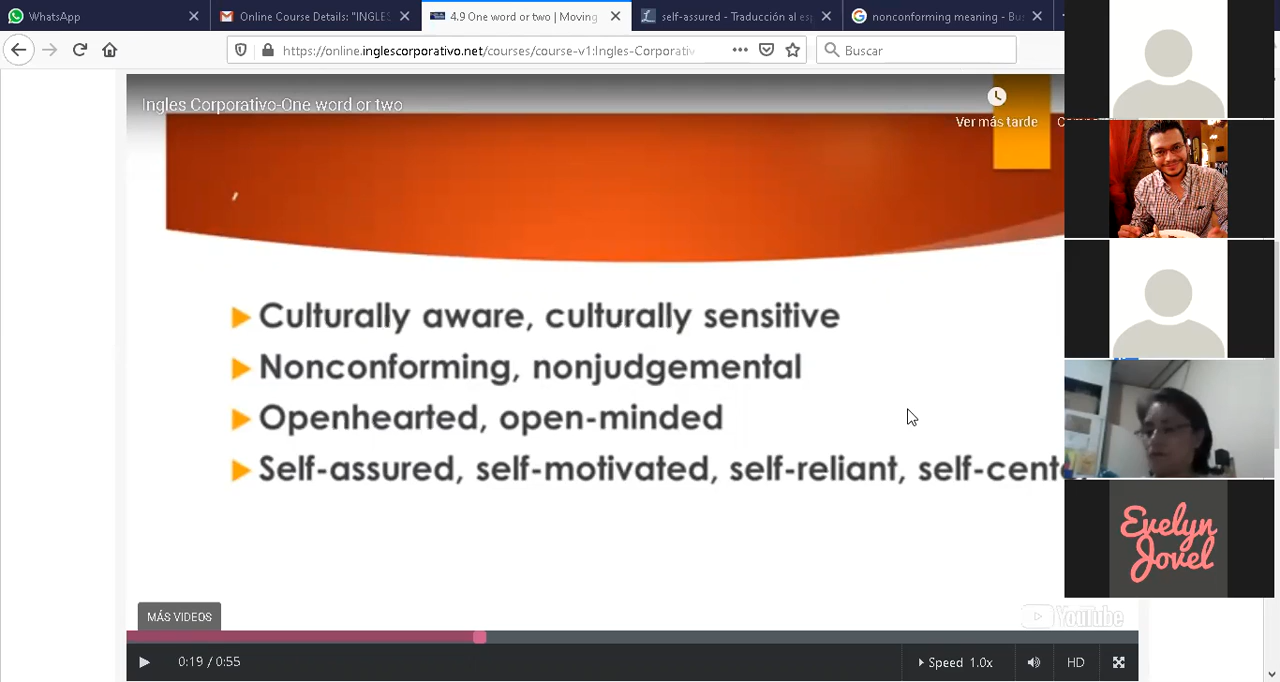 WhatsApp
Online Course Details: "INGLES
4.9 One word or two | Moving
self-assured - Traducción al es
nonconforming meaning - Bu
https://online.inglescorporativo.net/courses/course-v1:Ingles-Corporativ
Buscar
Ingles Corporativo-One word or two
Ver más tarde
Culturally aware, culturally sensitive
Nonconforming, nonjudgemental
Openhearted, open-minded
Self-assured, self-motivated, self-reliant, self-cente
Evelyn
Jovel
MÁS VIDEOS
YouTube
0:19 / 0:55
Speed 1.0x
HD